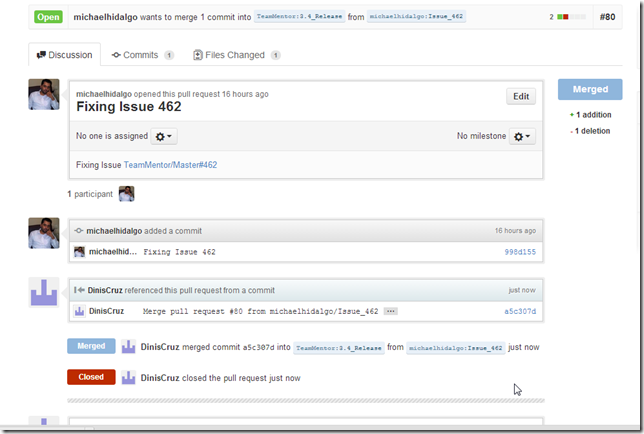 Open michaelhidalgo wants to merge 1 commit into TeamMentor:3.4_Release from michaelhidalgo:Issue_462 2 #80
Discussion Commits 1 Files Changed 1
michaelhidalgo opened this pull request 16 hours ago
Fixing Issue 462
Edit
Merged
+ 1 addition
- 1 deletion
No one is assigned No milestone
Fixing Issue TeamMentor/Master#462
1 participant
michaelhidalgo added a commit 16 hours ago
michaelhid... Fixing Issue 462 998d155
DinisCruz referenced this pull request from a commit just now
DinisCruz Merge pull request #80 from michaelhidalgo/Issue_462 ... a5c307d
Merged DinisCruz merged commit a5c307d into TeamMentor:3.4_Release from michaelhidalgo:Issue_462 just now
Closed DinisCruz closed the pull request just now